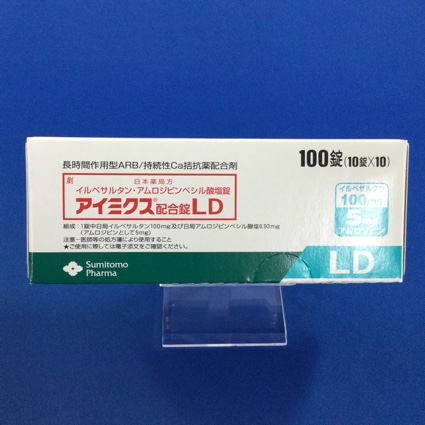 長時間作用型ARB/持続性Ca拮抗薬配合剤
100錠(10錠×10)
劇
日本薬局方
イルベサルタン・アムロジピンベシル酸塩錠
アイミクス®配合錠LD
イルベサルタン
100mg
5mg
アムロジピン
組成:1錠中日局イルベサルタン100mg及び日局アムロジピンベシル酸塩6.93mg
(アムロジピンとして5mg)
注意-医師等の処方箋により使用すること
★ご使用に際しては電子添文をご確認ください。
Sumitomo
Pharma
LD